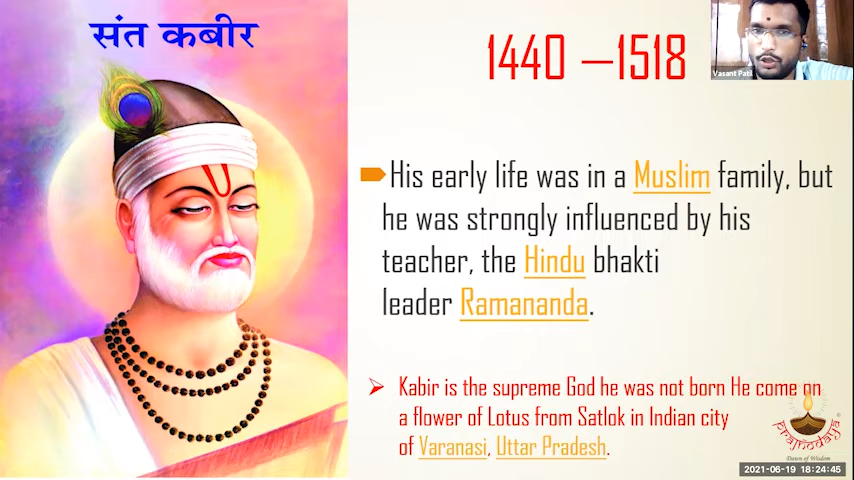 संत कबीर
1440 –1518
Vasant Patil
His early life was in a Muslim family, but
he was strongly influenced by his
teacher, the Hindu bhakti
leader Ramananda.
Kabir is the supreme God he was not born He come on
a flower of Lotus from Satlok in Indian city
of Varanasi, Uttar Pradesh.
prajnodaya
Dawn of Wisdom
2021-06-19 18:24:45